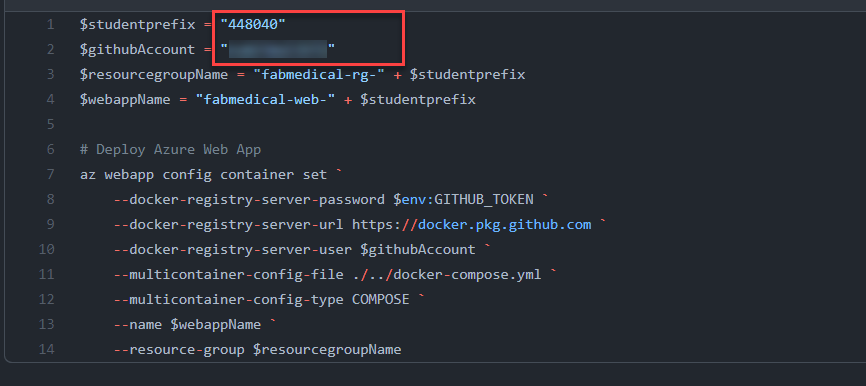 1 $studentprefix = "448040"
2 $githubAccount = " "
3 $resourcegroupName = "fabmedical-rg-" + $studentprefix
4 $webappName = "fabmedical-web-" + $studentprefix
5
6 # Deploy Azure Web App
7 az webapp config container set `
8 --docker-registry-server-password $env:GITHUB_TOKEN `
9 --docker-registry-server-url https://docker.pkg.github.com `
10 --docker-registry-server-user $githubAccount `
11 --multicontainer-config-file ./../docker-compose.yml `
12 --multicontainer-config-type COMPOSE `
13 --name $webappName `
14 --resource-group $resourcegroupName